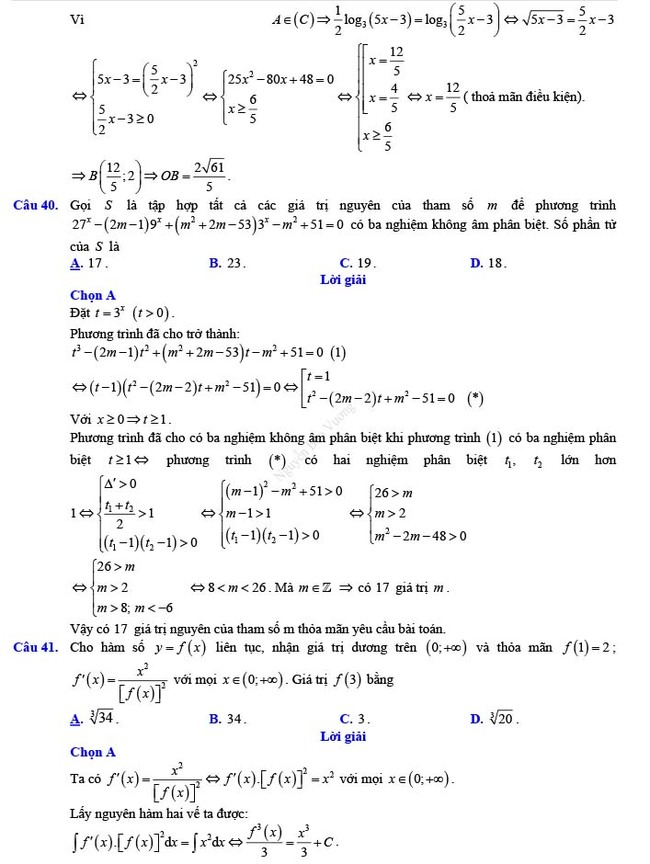 Vì A∈(C)⇒ 1/2 log₃(5x−3)=log₃(5/2 x−3)⇔√(5x−3)=5/2 x−3
⇔ { 5x−3=(5/2 x−3)² ; 5/2 x−3≥0 ⇔ { 25x²−80x+48=0 ; x≥6/5 ⇔ { [ x=12/5 ; x=4/5 ; x≥6/5 ⇔x=12/5 ( thoả mãn điều kiện).
⇒B(12/5;2)⇒OB=2√61/5.
Câu 40. Gọi S là tập hợp tất cả các giá trị nguyên của tham số m để phương trình
27ˣ−(2m−1)9ˣ+(m²+2m−53)3ˣ−m²+51=0 có ba nghiệm không âm phân biệt. Số phần tử
của S là
A. 17. B. 23. C. 19. D. 18.
Lời giải
Chọn A
Đặt t=3ˣ (t>0).
Phương trình đã cho trở thành:
t³−(2m−1)t²+(m²+2m−53)t−m²+51=0 (1)
⇔(t−1)(t²−(2m−2)t+m²−51)=0⇔[ t=1 ; t²−(2m−2)t+m²−51=0 (*)
Với x≥0⇒t≥1.
Phương trình đã cho có ba nghiệm không âm phân biệt khi phương trình (1) có ba nghiệm phân
biệt t≥1⇔ phương trình (*) có hai nghiệm phân biệt t₁, t₂ lớn hơn
1⇔ { Δ'>0 ; (t₁+t₂)/2>1 ; (t₁−1)(t₂−1)>0 ⇔ { (m−1)²−m²+51>0 ; m−1>1 ; (t₁−1)(t₂−1)>0 ⇔ { 26>m ; m>2 ; m²−2m−48>0
⇔ { 26>m ; m>2 ; m>8; m<−6 ⇔8<m<26. Mà m∈ℤ ⇒ có 17 giá trị m.
Vậy có 17 giá trị nguyên của tham số m thỏa mãn yêu cầu bài toán.
Câu 41. Cho hàm số y=f(x) liên tục, nhận giá trị dương trên (0;+∞) và thỏa mãn f(1)=2;
f'(x)=x²/[f(x)]² với mọi x∈(0;+∞). Giá trị f(3) bằng
A. ∛34. B. 34. C. 3. D. ∛20.
Lời giải
Chọn A
Ta có f'(x)=x²/[f(x)]²⇔f'(x).[f(x)]²=x² với mọi x∈(0;+∞).
Lấy nguyên hàm hai vế ta được:
∫f'(x).[f(x)]²dx=∫x²dx⇔f³(x)/3=x³/3+C.